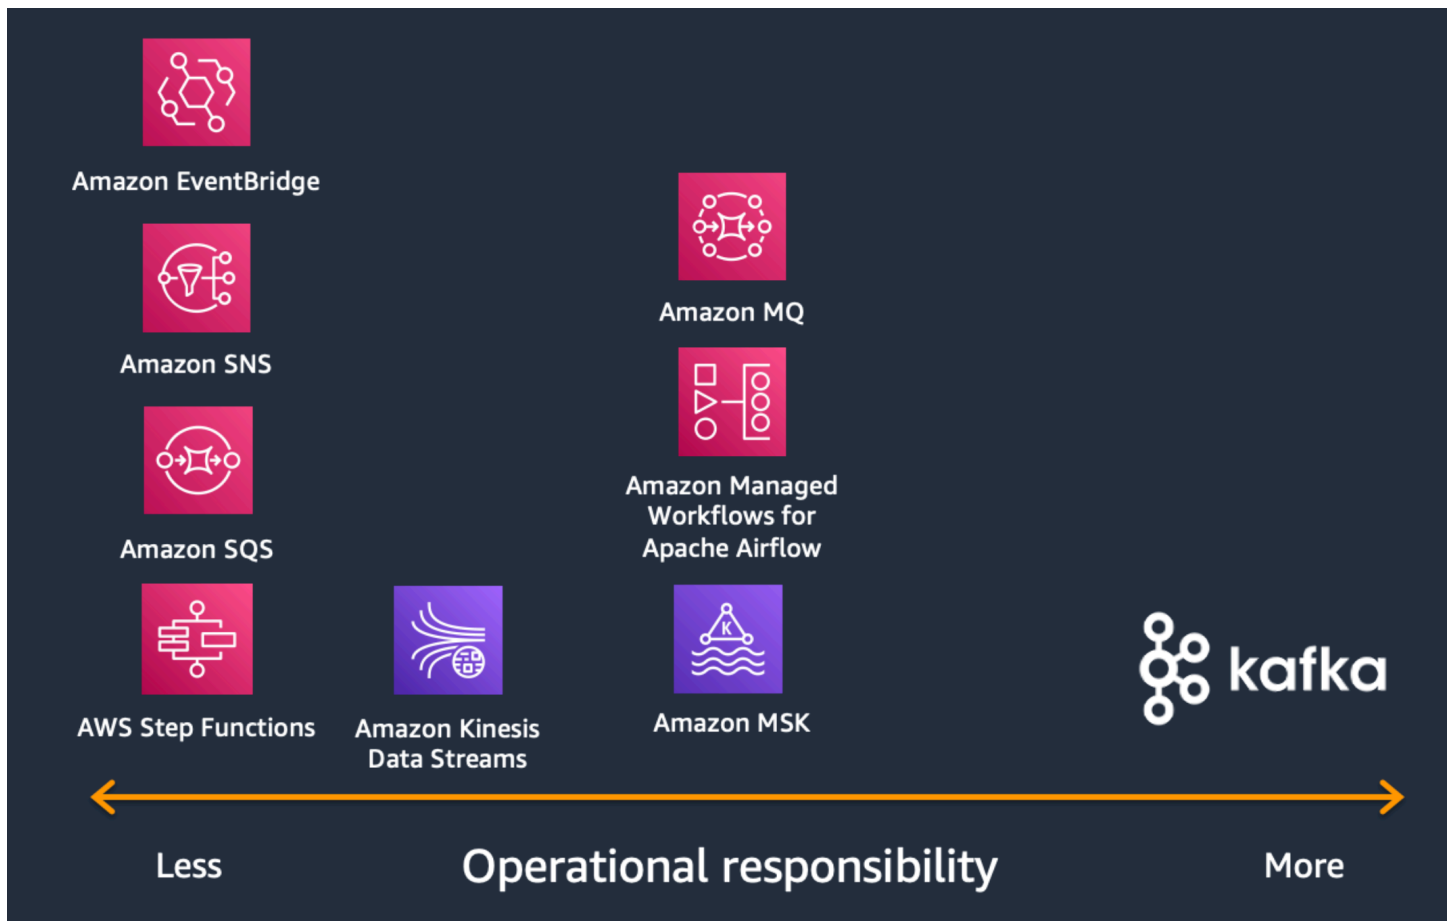 Amazon EventBridge
Amazon SNS
Amazon SQS
AWS Step Functions
Amazon Kinesis
Data Streams
Amazon MQ
Amazon Managed
Workflows for
Apache Airflow
K
Amazon MSK
kafka
Less
Operational responsibility
More